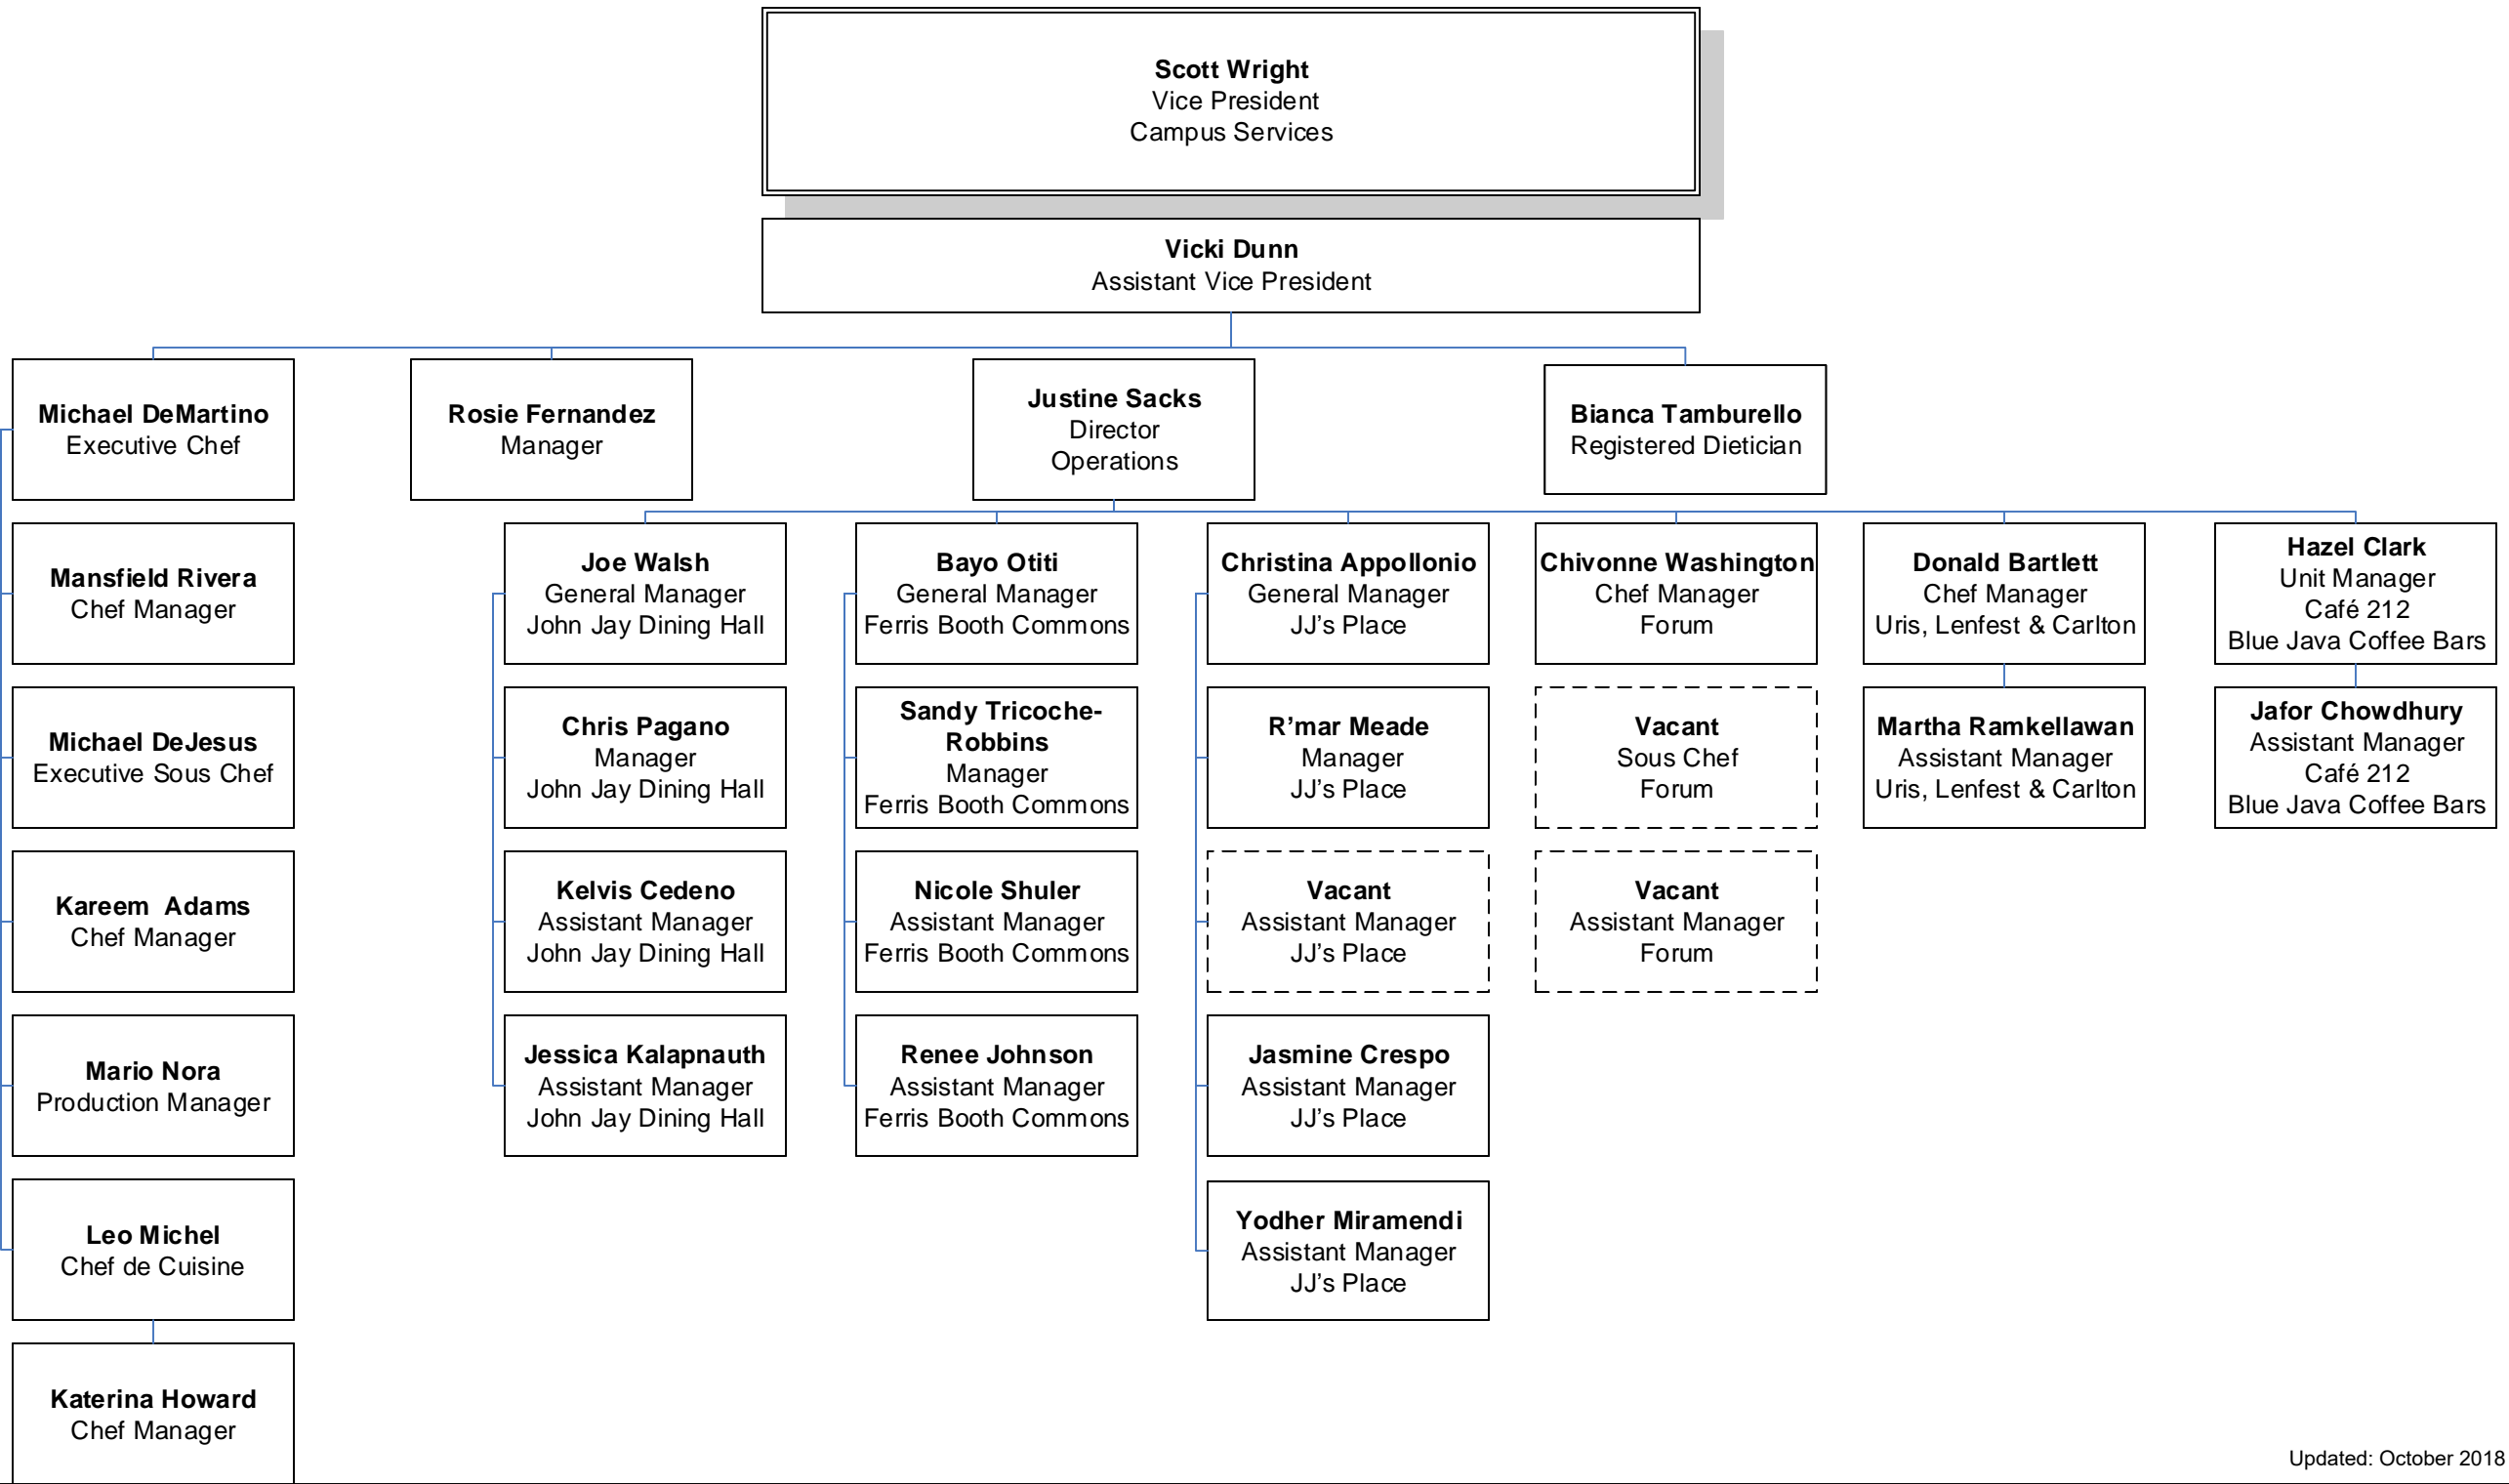 Scott Wright
Vice President
Campus Services
Vicki Dunn
Assistant Vice President
Michael DeMartino
Executive Chef
Rosie Fernandez
Manager
Justine Sacks
Director
Operations
Bianca Tamburello
Registered Dietician
Mansfield Rivera
Chef Manager
Joe Walsh
General Manager
John Jay Dining Hall
Bayo Otiti
General Manager
Ferris Booth Commons
Christina Appollonio
General Manager
JJ’s Place
Chivonne Washington
Chef Manager
Forum
Donald Bartlett
Chef Manager
Uris, Lenfest & Carlton
Hazel Clark
Unit Manager
Café 212
Blue Java Coffee Bars
Michael DeJesus
Executive Sous Chef
Chris Pagano
Manager
John Jay Dining Hall
Sandy Tricoche-
Robbins
Manager
Ferris Booth Commons
R’mar Meade
Manager
JJ’s Place
Vacant
Sous Chef
Forum
Martha Ramkellawan
Assistant Manager
Uris, Lenfest & Carlton
Jafor Chowdhury
Assistant Manager
Café 212
Blue Java Coffee Bars
Kareem  Adams
Chef Manager
Kelvis Cedeno
Assistant Manager
John Jay Dining Hall
Nicole Shuler
Assistant Manager
Ferris Booth Commons
Vacant
Assistant Manager
JJ’s Place
Vacant
Assistant Manager
Forum
Mario Nora
Production Manager
Jessica Kalapnauth
Assistant Manager
John Jay Dining Hall
Renee Johnson
Assistant Manager
Ferris Booth Commons
Jasmine Crespo
Assistant Manager
JJ’s Place
Leo Michel
Chef de Cuisine
Yodher Miramendi
Assistant Manager
JJ’s Place
Katerina Howard
Chef Manager
Updated: October 2018